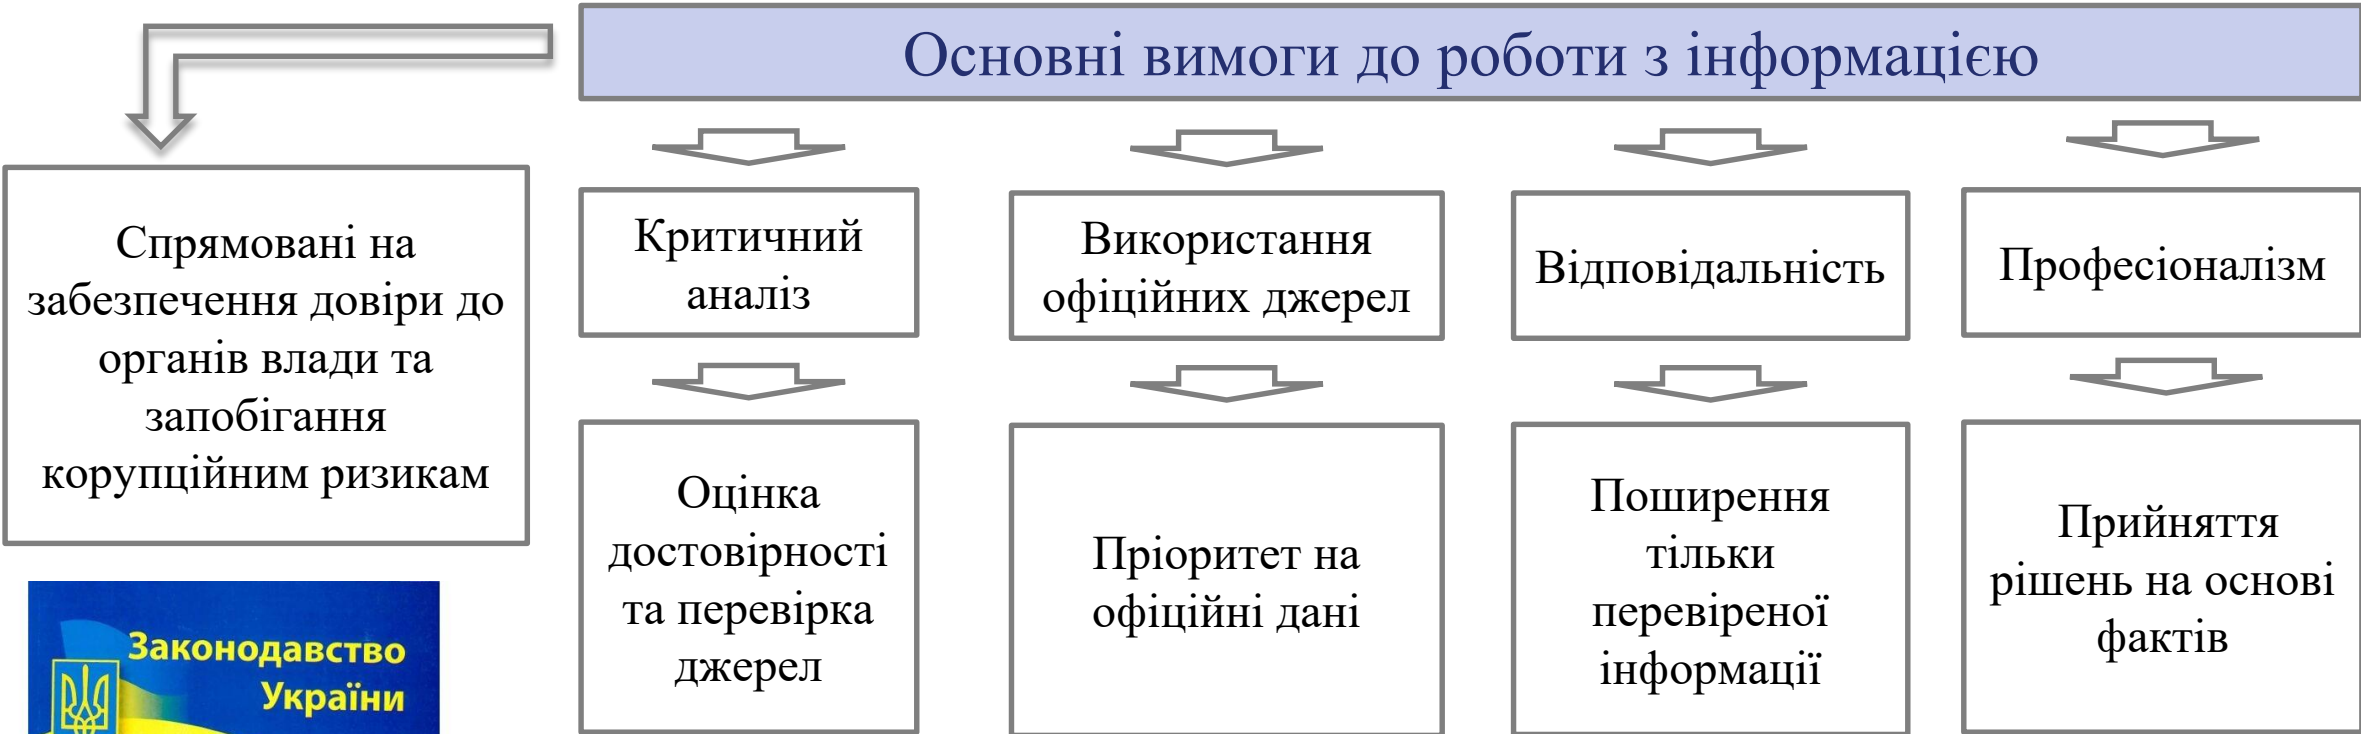 Основні вимоги до роботи з інформацією
Спрямовані на
забезпечення довіри до
органів влади та
запобігання
корупційним ризикам
Критичний
аналіз
Використання
офіційних джерел
Відповідальність
Професіоналізм
Оцінка
достовірності
та перевірка
джерел
Пріоритет на
офіційні дані
Поширення
тільки
перевіреної
інформації
Прийняття
рішень на основі
фактів
Законодавство
України